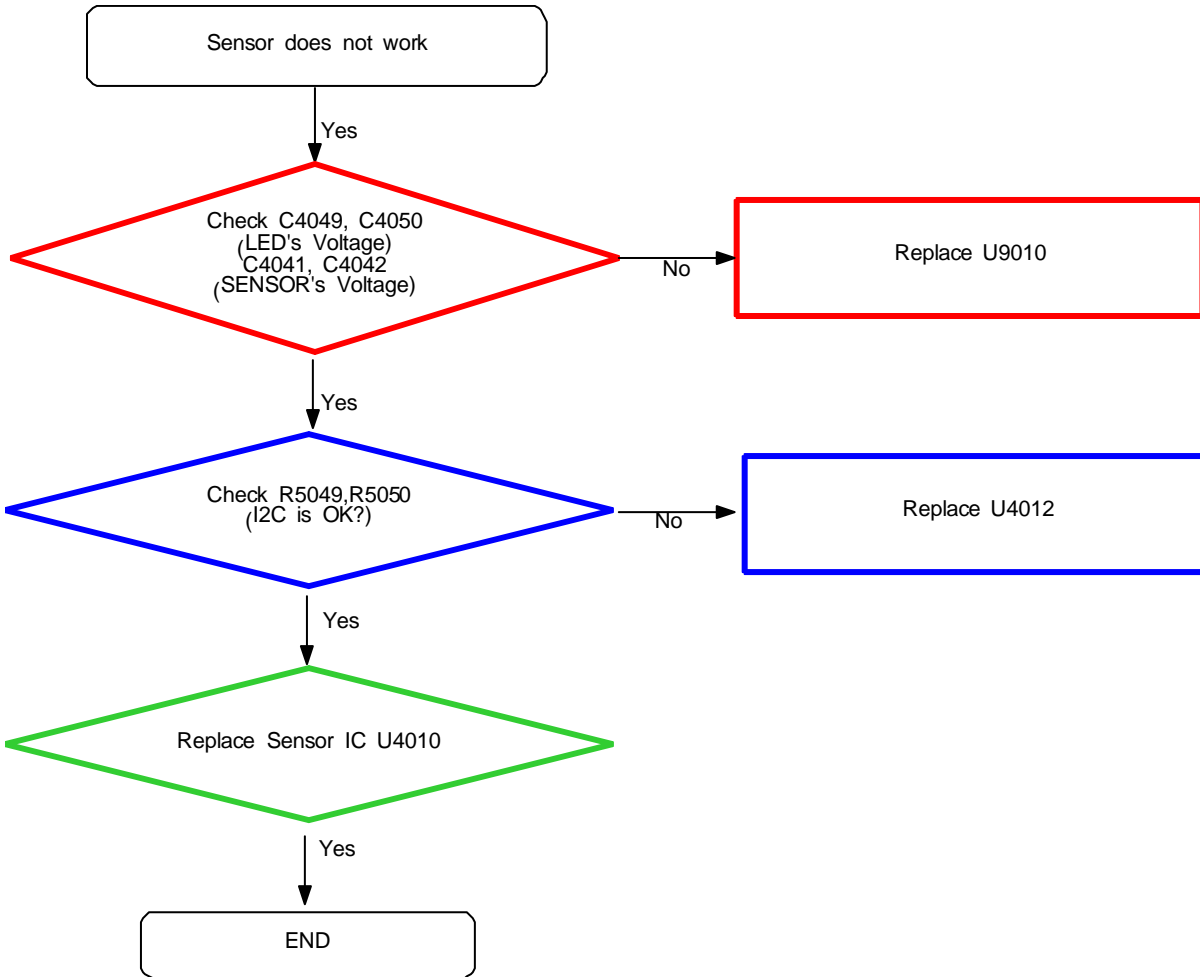 Sensor does not work
Yes
Check C4049, C4050
(LED's Voltage)
C4041, C4042
(SENSOR's Voltage)
No
Replace U9010
Yes
Check R5049,R5050
(I2C is OK?)
No
Replace U4012
Yes
Replace Sensor IC U4010
Yes
END